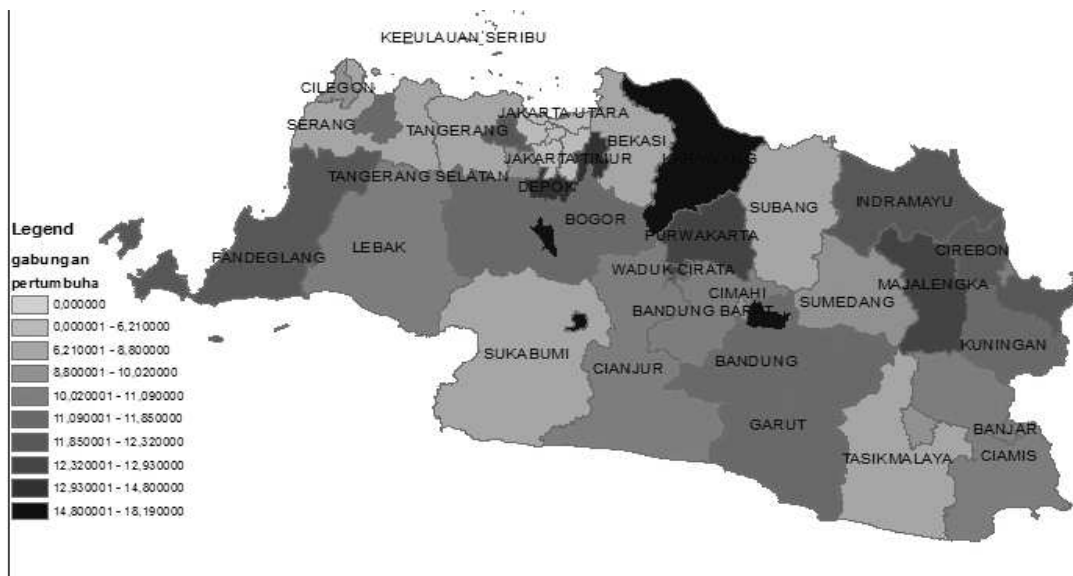 KEPULAUAN SERIBU
CILEGON
JAKARTA UTARA
SERANG
TANGERANG
BEKASI
JAKARTA TIMUR
KARAWANG
TANGERANG SELATAN
DEPOK
SUBANG
INDRAMAYU
BOGOR
PURWAKARTA
LEBAK
CIREBON
PANDEGLANG
WADUK CIRATA
MAJALENGKA
CIMAHI
SUMEDANG
BANDUNG BARAT
KUNINGAN
SUKABUMI
CIANJUR
BANDUNG
GARUT
BANJAR
TASIKMALAYA
CIAMIS
Legend
gabungan
pertumbuha
0,000000
0,000001 - 6,210000
6,210001 - 8,800000
8,800001 - 10,020000
10,020001 - 11,090000
11,090001 - 11,850000
11,850001 - 12,320000
12,320001 - 12,930000
12,930001 - 14,800000
14,800001 - 18,190000